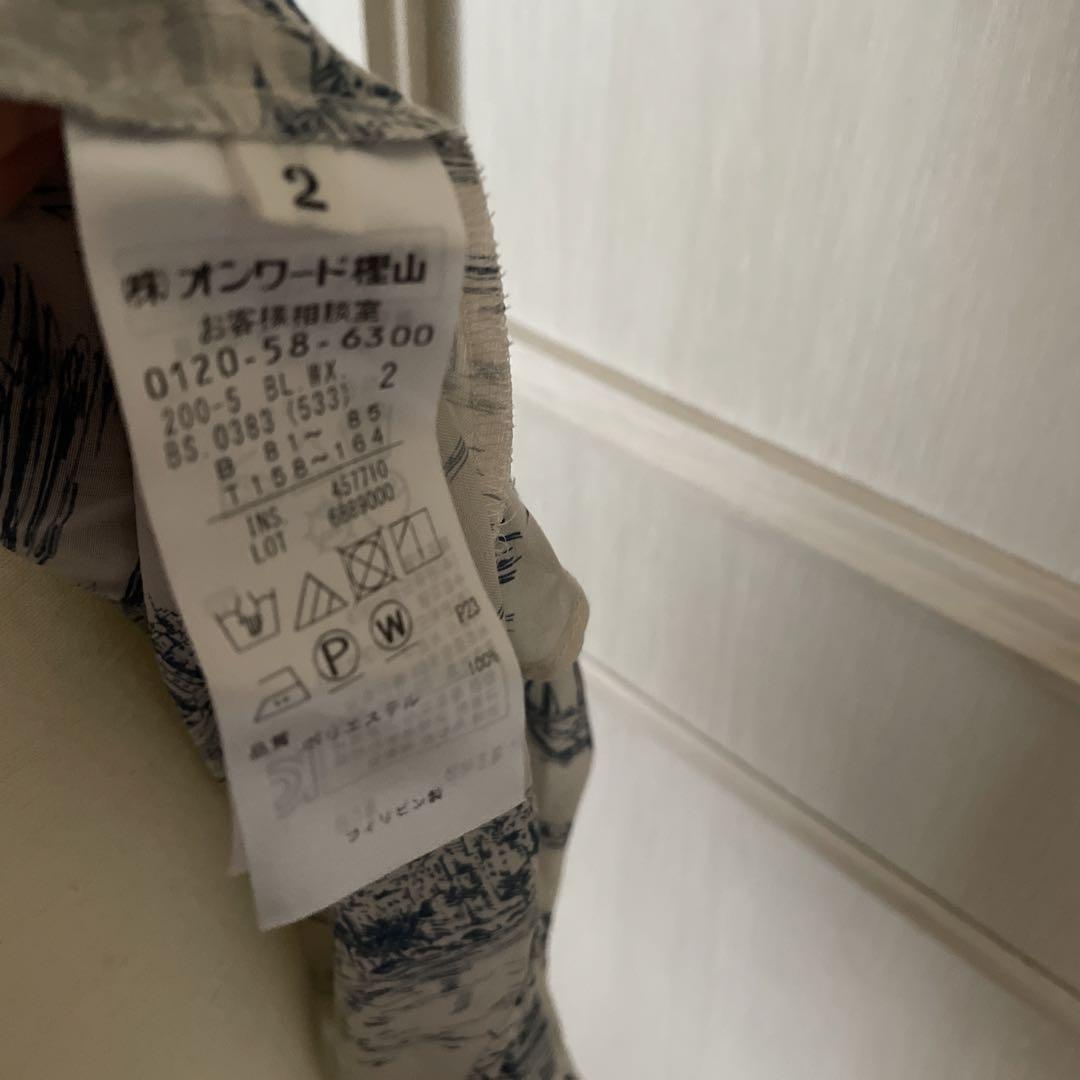 2
(株)オンワード樫山
お客様相談室
0120-58-6300
200-5 BL.WX. 2
BS.0383 (533)
B 81~ 85
T 158~164
INS. 457710
LOT 6889000
P W
P23
品質 ポリエステル 100%
フィリピン製